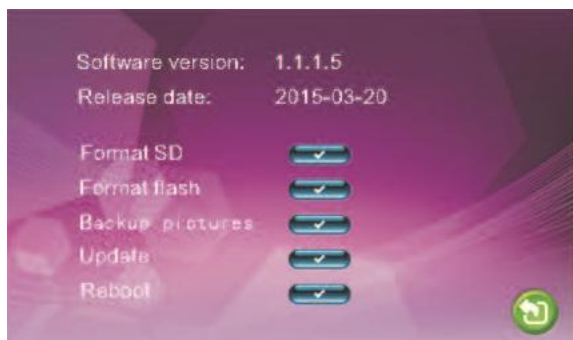 Software version: 1.1.1.5
Release date: 2015-03-20
Format SD
Format flash
Backup pictures
Update
Reboot